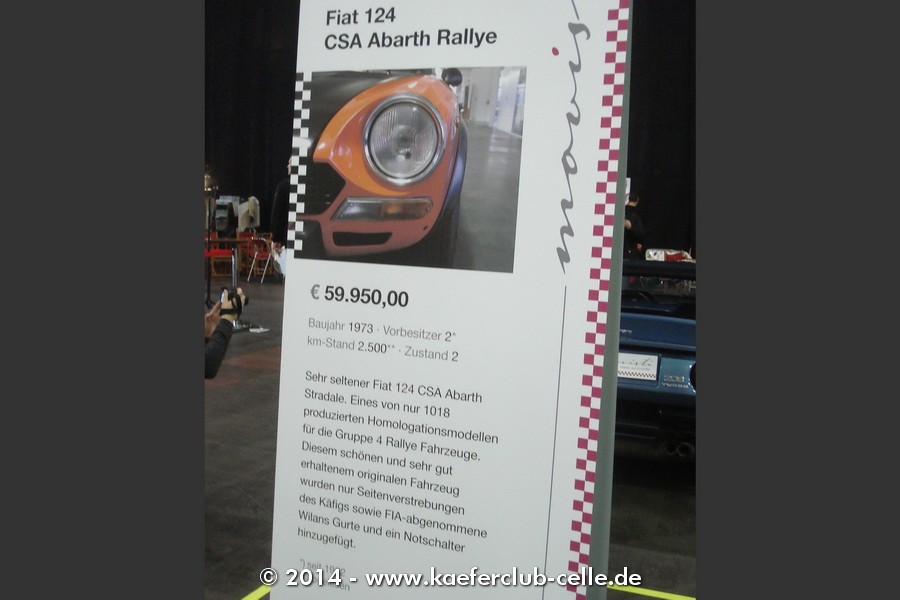 Fiat 124
CSA Abarth Rallye
movisti
€ 59.950,00
Baujahr 1973 · Vorbesitzer 2*
km-Stand 2.500** · Zustand 2
Sehr seltener Fiat 124 CSA Abarth
Stradale. Eines von nur 1018
produzierten Homologationsmodellen
für die Gruppe 4 Rallye Fahrzeuge.
Diesem schönen und sehr gut
erhaltenem originalen Fahrzeug
wurden nur Seitenverstrebungen
des Käfigs sowie FIA-abgenommene
Wilans Gurte und ein Notschalter
hinzugefügt.
*) seit
© 2014 - www.kaeferclub-celle.de